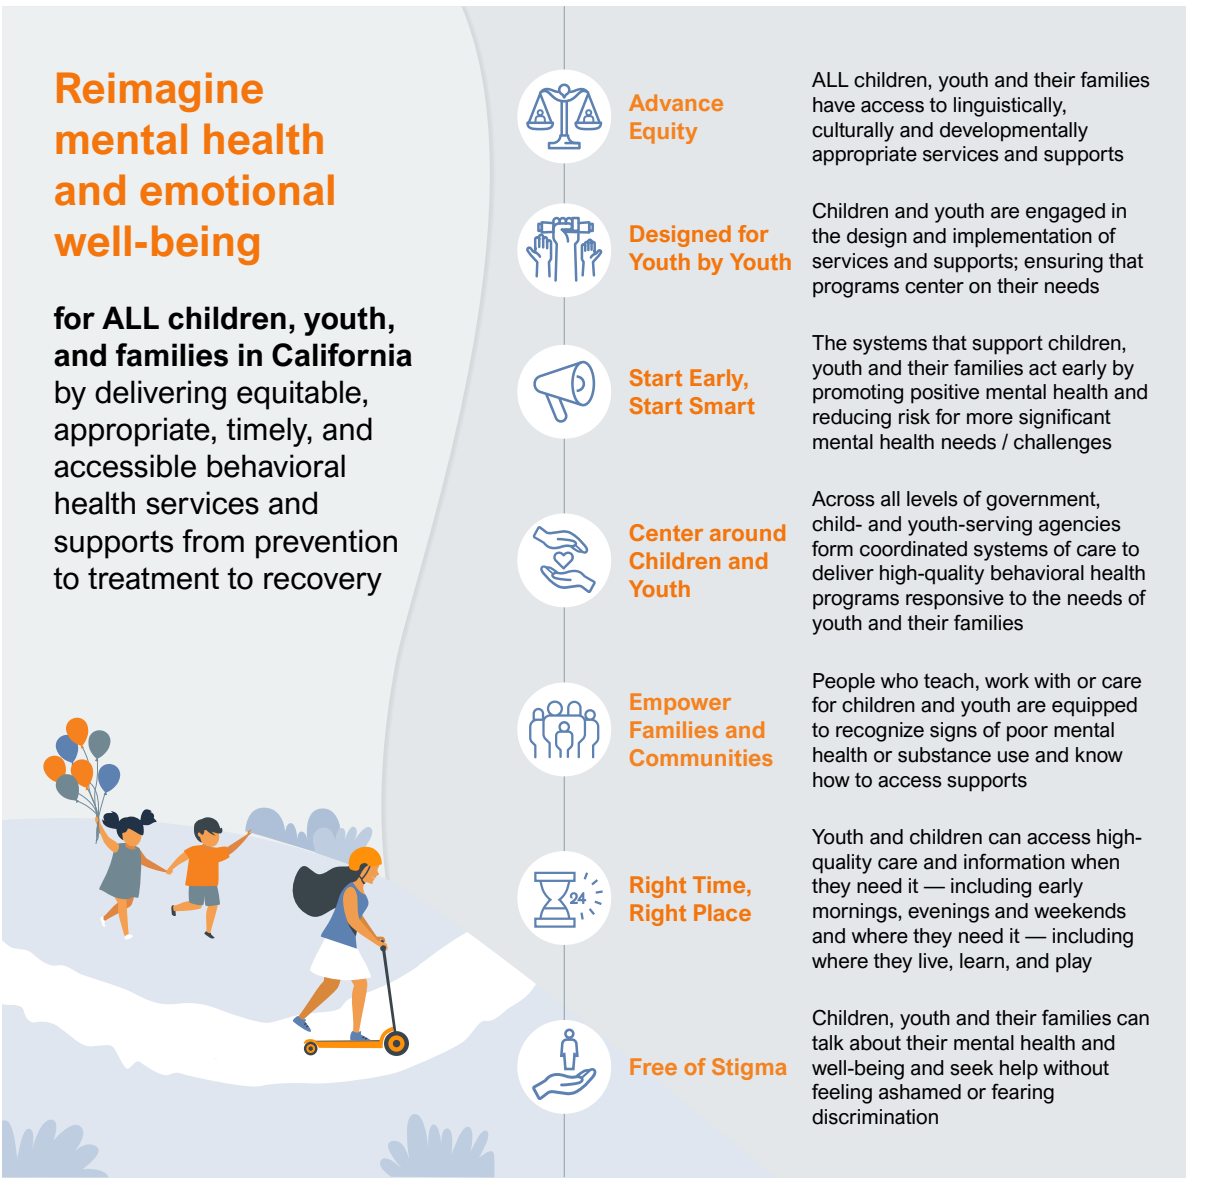 Reimagine
mental health
and emotional
well-being
for ALL children, youth,
and families in California
by delivering equitable,
appropriate, timely, and
accessible behavioral
health services and
supports from prevention
to treatment to recovery
Advance
Equity
ALL children, youth and their families
have access to linguistically,
culturally and developmentally
appropriate services and supports
Designed for
Youth by Youth
Children and youth are engaged in
the design and implementation of
services and supports; ensuring that
programs center on their needs
Start Early,
Start Smart
The systems that support children,
youth and their families act early by
promoting positive mental health and
reducing risk for more significant
mental health needs / challenges
Center around
Children and
Youth
Across all levels of government,
child- and youth-serving agencies
form coordinated systems of care to
deliver high-quality behavioral health
programs responsive to the needs of
youth and their families
Empower
Families and
Communities
People who teach, work with or care
for children and youth are equipped
to recognize signs of poor mental
health or substance use and know
how to access supports
24
Right Time,
Right Place
Youth and children can access high-
quality care and information when
they need it — including early
mornings, evenings and weekends
and where they need it — including
where they live, learn, and play
Free of Stigma
Children, youth and their families can
talk about their mental health and
well-being and seek help without
feeling ashamed or fearing
discrimination